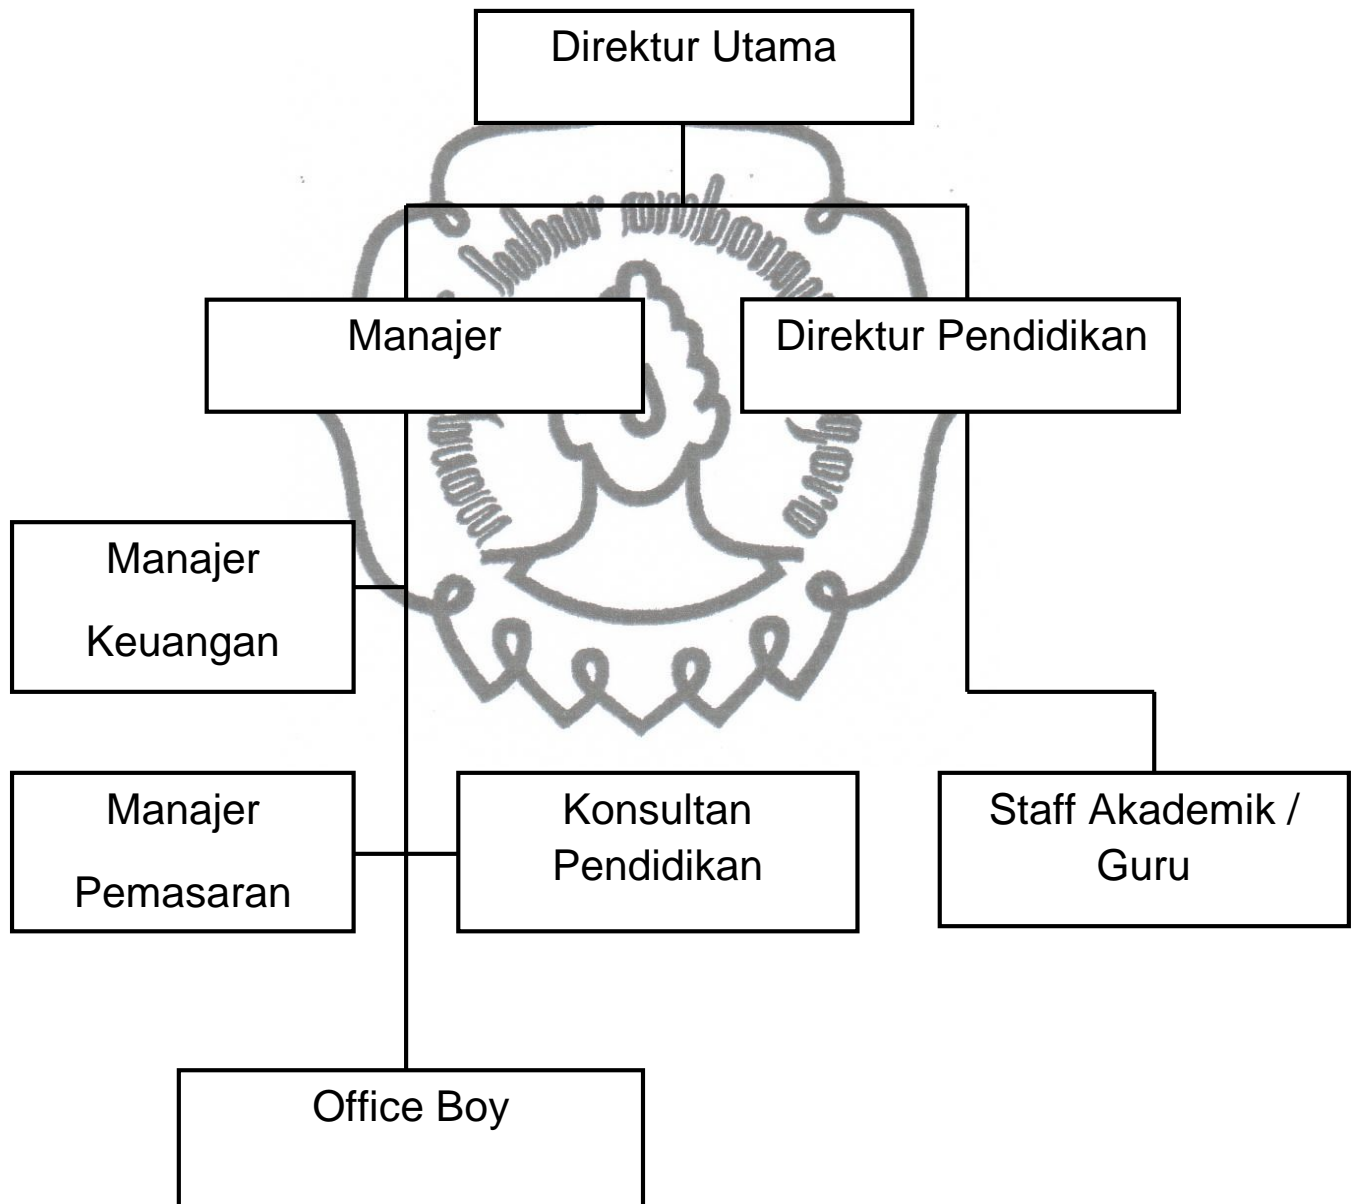 Direktur Utama
Manajer
Direktur Pendidikan
Manajer
Keuangan
Manajer
Pemasaran
Konsultan
Pendidikan
Staff Akademik /
Guru
Office Boy